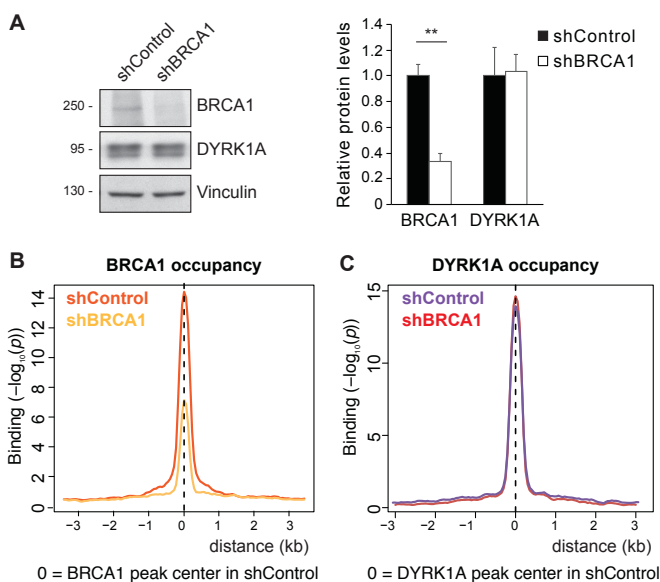 A
shControl
shBRCA1
250 -
BRCA1
95 -
DYRK1A
130 -
Vinculin
Relative protein levels
1.4
1.2
1.0
0.8
0.6
0.4
0.2
0
**
shControl
shBRCA1
BRCA1 DYRK1A
B
BRCA1 occupancy
shControl
shBRCA1
Binding (−log₁₀(p))
14
12
10
8
6
4
2
0
−3 −2 −1 0 1 2 3
distance (kb)
0 = BRCA1 peak center in shControl
C
DYRK1A occupancy
shControl
shBRCA1
Binding (−log₁₀(p))
15
10
5
0
−3 −2 −1 0 1 2 3
distance (kb)
0 = DYRK1A peak center in shControl